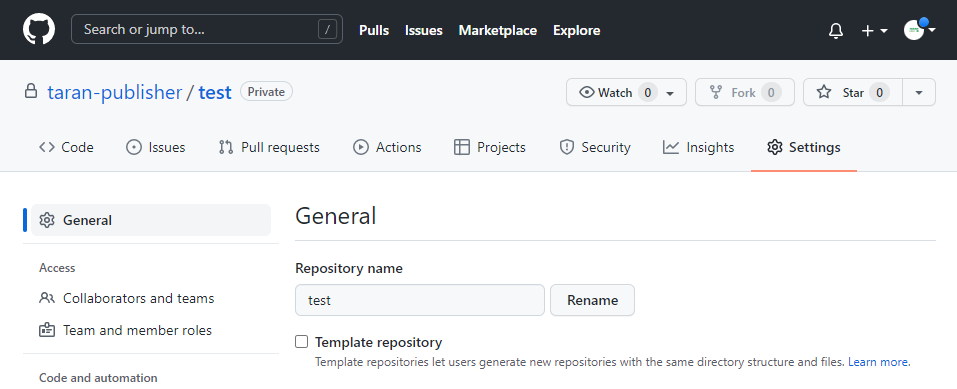 Search or jump to... / Pulls Issues Marketplace Explore
taran-publisher / test Private Watch 0 Fork 0 Star 0
Code Issues Pull requests Actions Projects Security Insights Settings
General
General
Access
Repository name
Collaborators and teams
test Rename
Team and member roles
Template repository
Template repositories let users generate new repositories with the same directory structure and files. Learn more.
Code and automation